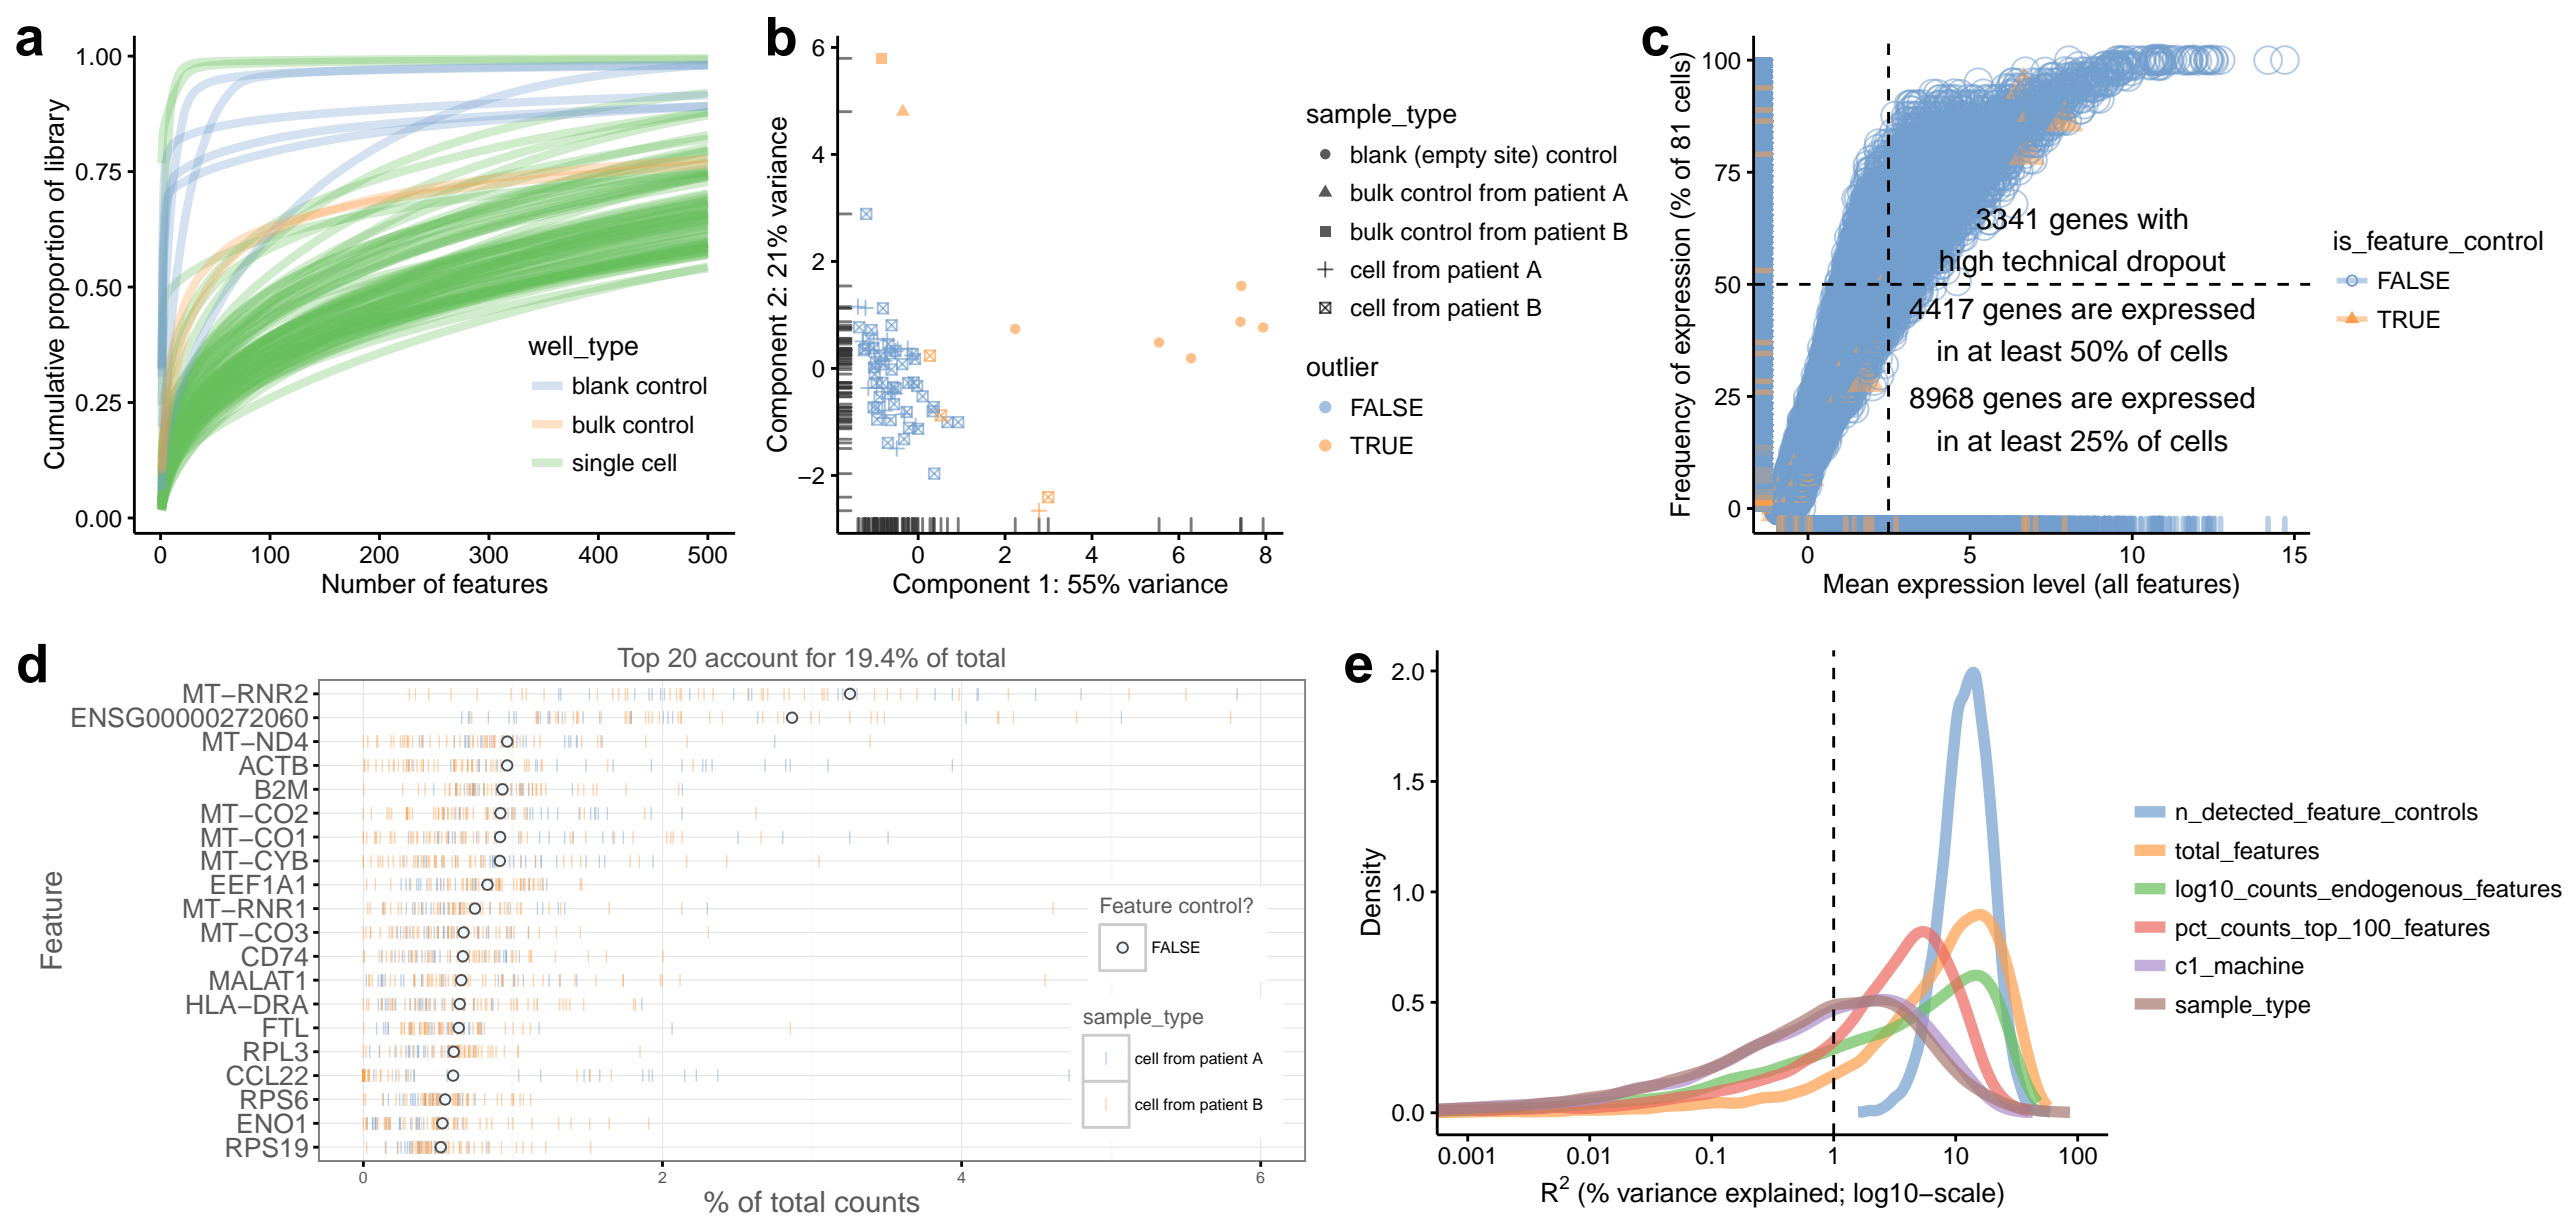 a
1.00
0.75
0.50
0.25
0.00
Cumulative proportion of library
0
100
200
300
400
500
Number of features
well_type
blank control
bulk control
single cell
b
6
4
2
0
−2
Component 2: 21% variance
0
2
4
6
8
Component 1: 55% variance
sample_type
blank (empty site) control
bulk control from patient A
bulk control from patient B
cell from patient A
cell from patient B
outlier
FALSE
TRUE
c
100
75
50
25
0
Frequency of expression (% of 81 cells)
3341 genes with
high technical dropout
4417 genes are expressed
in at least 50% of cells
8968 genes are expressed
in at least 25% of cells
0
5
10
15
Mean expression level (all features)
is_feature_control
FALSE
TRUE
d
Top 20 account for 19.4% of total
Feature
MT−RNR2
ENSG00000272060
MT−ND4
ACTB
B2M
MT−CO2
MT−CO1
MT−CYB
EEF1A1
MT−RNR1
MT−CO3
CD74
MALAT1
HLA−DRA
FTL
RPL3
CCL22
RPS6
ENO1
RPS19
0
2
4
6
% of total counts
Feature control?
FALSE
sample_type
cell from patient A
cell from patient B
e
2.0
1.5
1.0
0.5
0.0
Density
0.001
0.01
0.1
1
10
100
R² (% variance explained; log10−scale)
n_detected_feature_controls
total_features
log10_counts_endogenous_features
pct_counts_top_100_features
c1_machine
sample_type